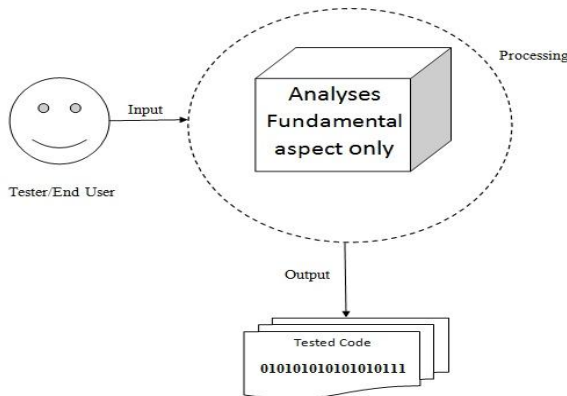 Processing
Analyses
Fundamental
aspect only
Input
Tester/End User
Output
Tested Code
010101010101010111